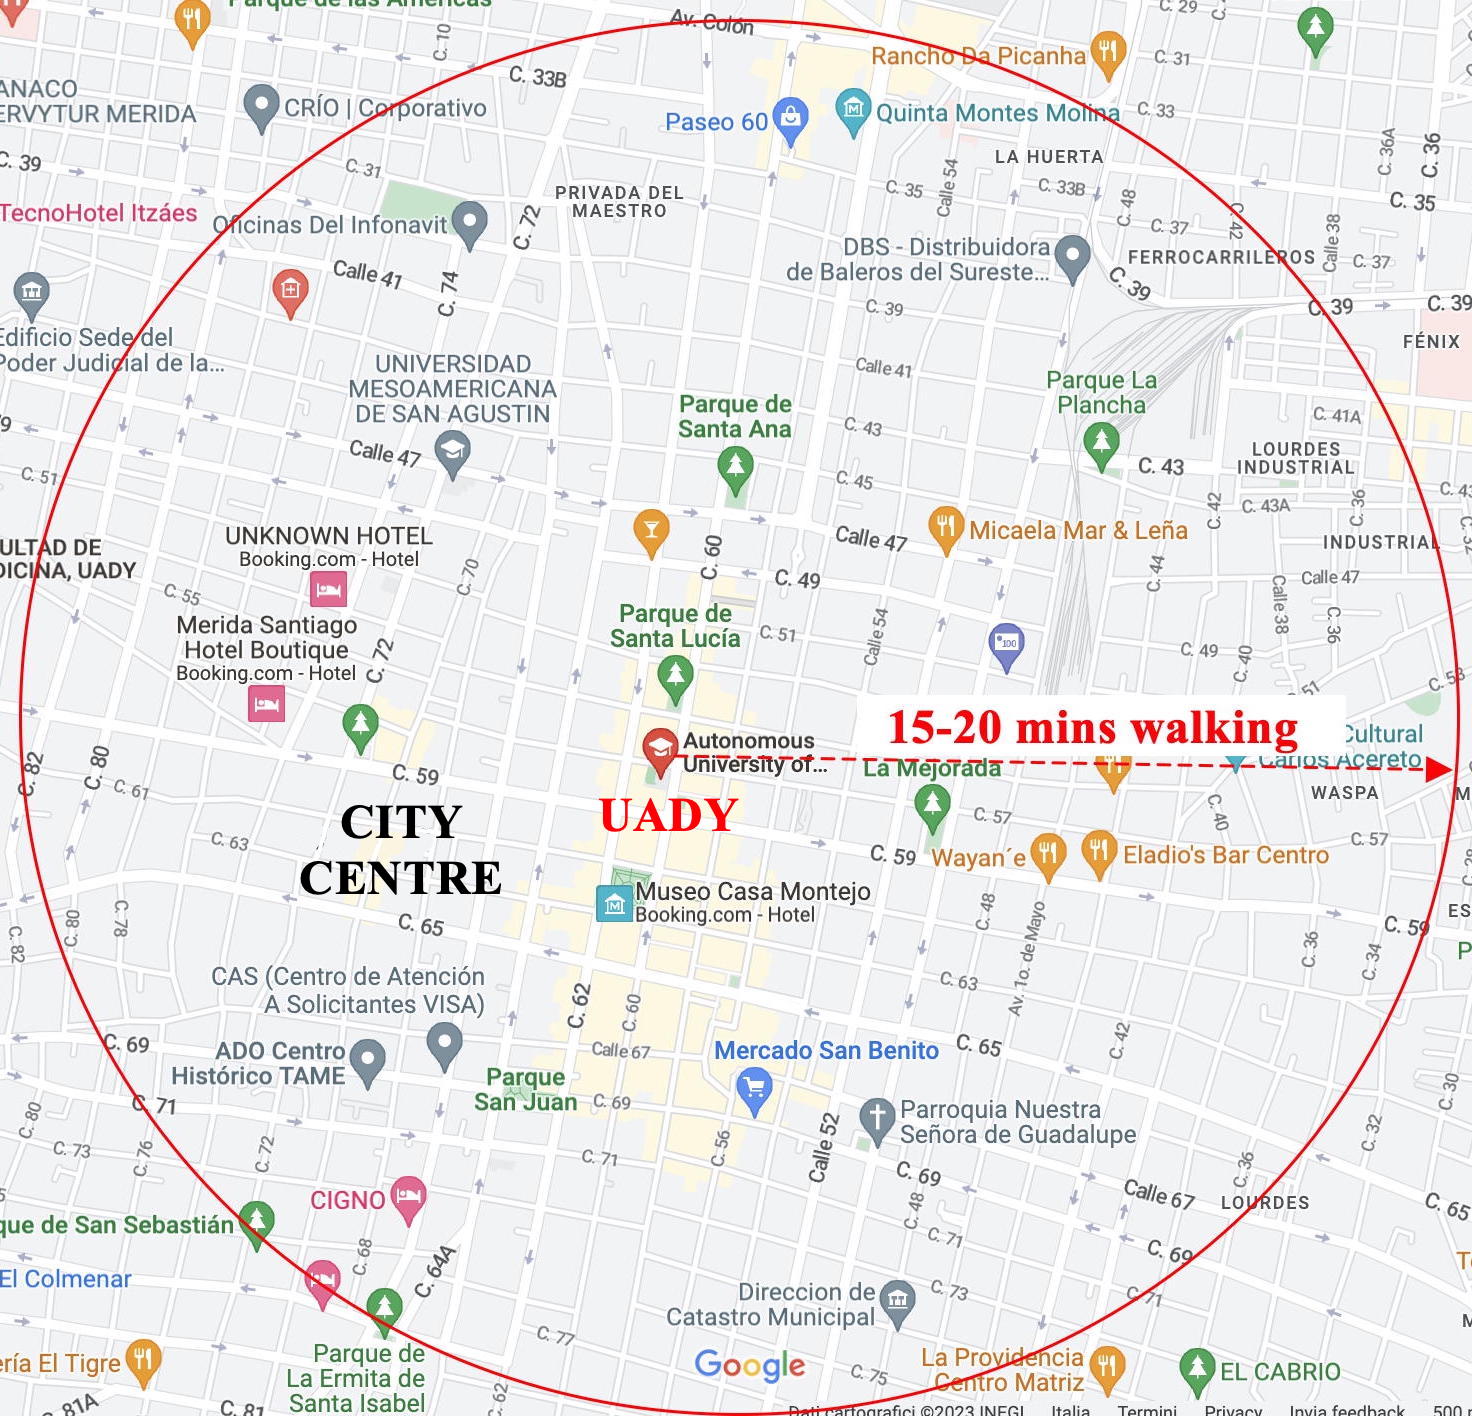 Parque de las Américas
Av. Colón
C. 29
C. 10
C. 33B
Rancho Da Picanha
C. 31
ANACO
ERVYTUR MERIDA
CRÍO | Corporativo
Paseo 60
Quinta Montes Molina
C. 33
C. 36A
C. 36
C. 39
C. 31
LA HUERTA
Calle 54
C. 35
C. 33B
C. 48
C. 35
PRIVADA DEL
MAESTRO
TecnoHotel Itzáes
Oficinas Del Infonavit
C. 72
C. 37
C. 42
Calle 38
DBS - Distribuidora
de Baleros del Sureste...
FERROCARRILEROS
C. 37
Calle 41
C. 74
C. 39
C. 39
C. 39
C. 39
Edificio Sede del
Poder Judicial de la...
FÉNIX
UNIVERSIDAD
MESOAMERICANA
DE SAN AGUSTIN
Calle 41
Parque La
Plancha
Parque de
Santa Ana
C. 41A
C. 43
Calle 47
LOURDES
INDUSTRIAL
C. 43
C. 51
C. 45
C. 43A
C. 42
C. 36
UNKNOWN HOTEL
Booking.com - Hotel
Calle 47
Micaela Mar & Leña
INDUSTRIAL
ULTAD DE
DICINA, UADY
C. 60
C. 49
C. 44
Calle 47
C. 70
C. 55
Calle 38
C. 36
Merida Santiago
Hotel Boutique
Booking.com - Hotel
Parque de
Santa Lucía
C. 51
Calle 54
100
C. 49
C. 40
C. 72
51
C. 53
15-20 mins walking
Cultural
Carlos Acereto
Autonomous
University of...
La Mejorada
C. 82
C. 80
C. 59
C. 61
WASPA
UADY
CITY
CENTRE
C. 57
C. 40
C. 57
C. 63
C. 59
Wayan´e
Eladio's Bar Centro
Museo Casa Montejo
Booking.com - Hotel
C. 65
C. 82
C. 80
C. 78
C. 48
Av. 1o. de Mayo
C. 59
C. 36
C. 34
CAS (Centro de Atención
A Solicitantes VISA)
C. 63
C. 62
C. 60
C. 69
ADO Centro
Histórico TAME
Calle 67
Mercado San Benito
C. 65
C. 42
Parque
San Juan
C. 69
C. 71
C. 80
C. 73
C. 76
C. 72
C. 56
Calle 52
Parroquia Nuestra
Señora de Guadalupe
C. 30
C. 32
C. 71
C. 69
C. 36
Calle 67
LOURDES
C. 65
CIGNO
C. 48
que de San Sebastián
C. 71
C. 69
El Colmenar
C. 68
C. 64A
Direccion de
Catastro Municipal
C. 73
C. 71
C. 77
ería El Tigre
Parque de
La Ermita de
Santa Isabel
Google
La Providencia
Centro Matriz
C. 75
EL CABRIO
C. 81A
C. 81
C. 62
Dati cartografici ©2023 INEGI
Italia
Termini
Privacy
Invia feedback
500